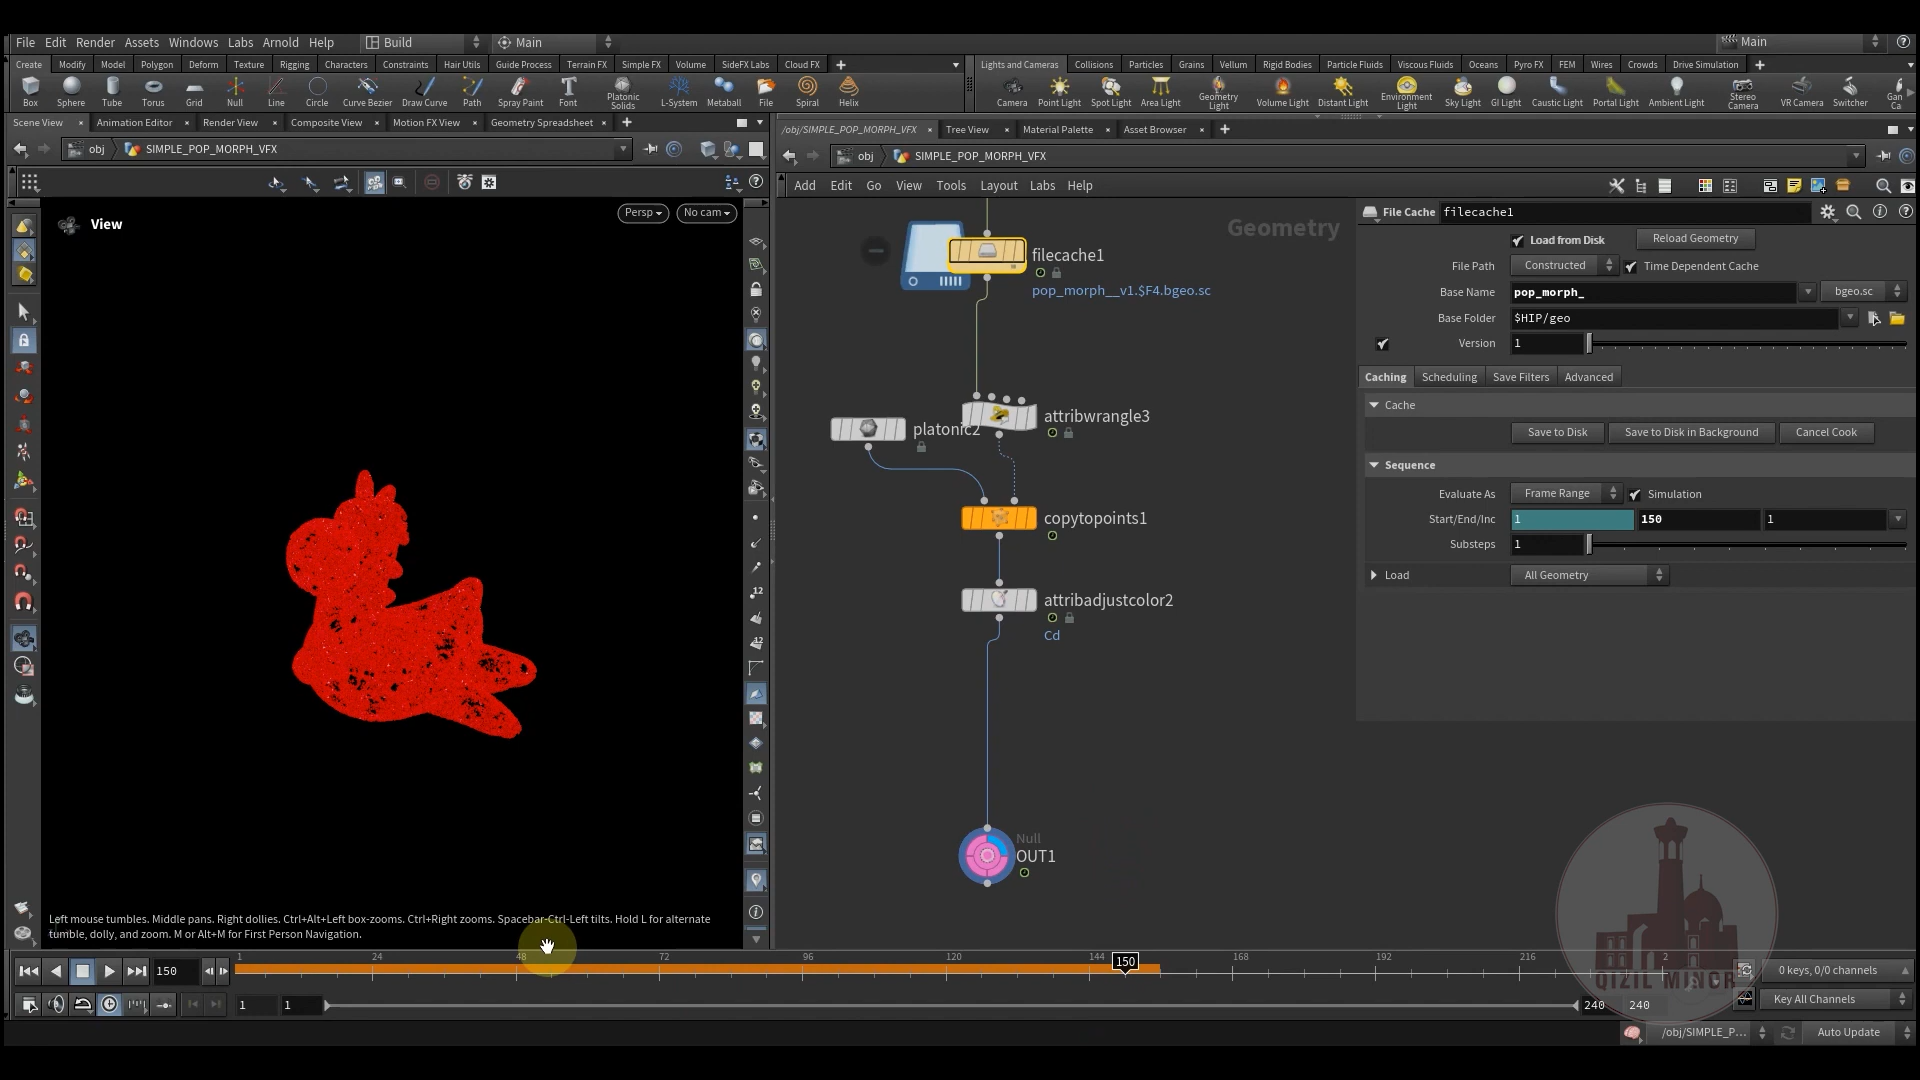 File Edit Render Assets Windows Labs Arnold Help Build Main Main
Create Modify Model Polygon Deform Texture Rigging Characters Constraints Hair Utils Guide Process Terrain FX Simple FX Volume SideFX Labs Cloud FX
Lights and Cameras Collisions Particles Grains Vellum Rigid Bodies Particle Fluids Viscous Fluids Oceans Pyro FX FEM Wires Crowds Drive Simulation
Box Sphere Tube Torus Grid Null Line Circle Curve Bezier Draw Curve Path Spray Paint Font Platonic Solids L-System Metaball File Spiral Helix
Camera Point Light Spot Light Area Light Geometry Light Volume Light Distant Light Environment Light Sky Light GI Light Caustic Light Portal Light Ambient Light Stereo Camera VR Camera Switcher Gan Ca
Scene View Animation Editor Render View Composite View Motion FX View Geometry Spreadsheet
/obj/SIMPLE_POP_MORPH_VFX Tree View Material Palette Asset Browser
obj SIMPLE_POP_MORPH_VFX
obj SIMPLE_POP_MORPH_VFX
Add Edit Go View Tools Layout Labs Help
View
Persp No cam
Geometry
filecache1
pop_morph__v1.$F4.bgeo.sc
attribwrangle3
platonic2
copytopoints1
attribadjustcolor2
Cd
Null
OUT1
File Cache filecache1
Load from Disk Reload Geometry
File Path Constructed Time Dependent Cache
Base Name pop_morph_ bgeo.sc
Base Folder $HIP/geo
Version 1
Caching Scheduling Save Filters Advanced
Cache
Save to Disk Save to Disk in Background Cancel Cook
Sequence
Evaluate As Frame Range Simulation
Start/End/Inc 1 150 1
Substeps 1
Load All Geometry
Left mouse tumbles. Middle pans. Right dollies. Ctrl+Alt+Left box-zooms. Ctrl+Right zooms. Spacebar-Ctrl-Left tilts. Hold L for alternate
tumble, dolly, and zoom. M or Alt+M for First Person Navigation.
1 24 48 72 96 120 144 168 192 216 2
150 150
QIZIL MINOR
0 keys, 0/0 channels
1 1 240 240 Key All Channels
/obj/SIMPLE_P... Auto Update